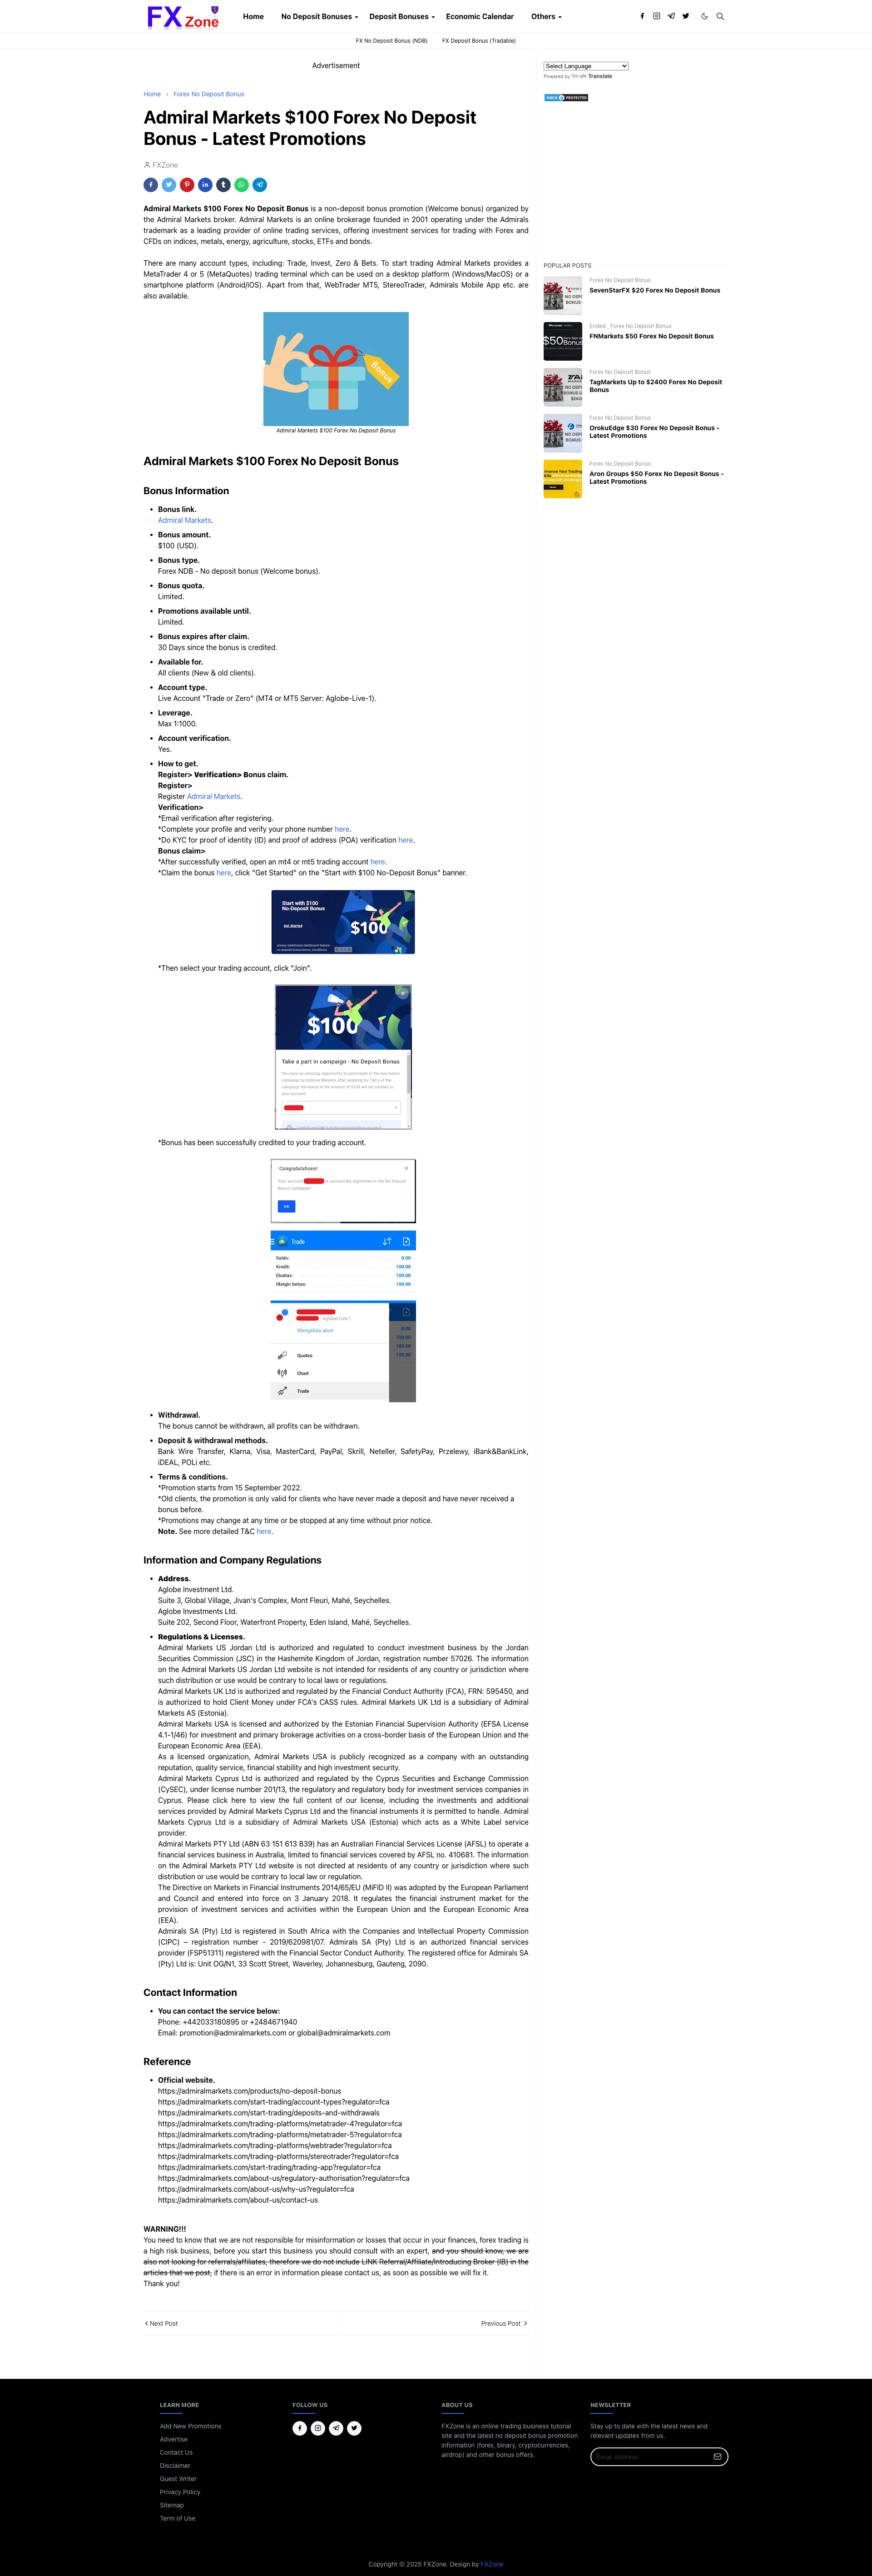 FX Zone
Home
No Deposit Bonuses
Deposit Bonuses
Economic Calendar
Others
FX No Deposit Bonus (NDB)
FX Deposit Bonus (Tradable)
Advertisement
Home › Forex No Deposit Bonus
Admiral Markets $100 Forex No Deposit
Bonus - Latest Promotions
FXZone
Admiral Markets $100 Forex No Deposit Bonus is a non-deposit bonus promotion (Welcome bonus) organized by
the Admiral Markets broker. Admiral Markets is an online brokerage founded in 2001 operating under the Admirals
trademark as a leading provider of online trading services, offering investment services for trading with Forex and
CFDs on indices, metals, energy, agriculture, stocks, ETFs and bonds.
There are many account types, including: Trade, Invest, Zero & Bets. To start trading Admiral Markets provides a
MetaTrader 4 or 5 (MetaQuotes) trading terminal which can be used on a desktop platform (Windows/MacOS) or a
smartphone platform (Android/iOS). Apart from that, WebTrader MT5, StereoTrader, Admirals Mobile App etc. are
also available.
Bonus
Admiral Markets $100 Forex No Deposit Bonus
Admiral Markets $100 Forex No Deposit Bonus
Bonus Information
Bonus link.
Admiral Markets.
Bonus amount.
$100 (USD).
Bonus type.
Forex NDB - No deposit bonus (Welcome bonus).
Bonus quota.
Limited.
Promotions available until.
Limited.
Bonus expires after claim.
30 Days since the bonus is credited.
Available for.
All clients (New & old clients).
Account type.
Live Account "Trade or Zero" (MT4 or MT5 Server: Aglobe-Live-1).
Leverage.
Max 1:1000.
Account verification.
Yes.
How to get.
Register> Verification> Bonus claim.
Register>
Register Admiral Markets.
Verification>
*Email verification after registering.
*Complete your profile and verify your phone number here.
*Do KYC for proof of identity (ID) and proof of address (POA) verification here.
Bonus claim>
*After successfully verified, open an mt4 or mt5 trading account here.
*Claim the bonus here, click "Get Started" on the "Start with $100 No-Deposit Bonus" banner.
Start with $100
No-Deposit Bonus
Get Started
$100
*Then select your trading account, click "Join".
$100
Take a part in campaign - No Deposit Bonus
You have an amazing opportunity to participate in the new bonus
campaign by Admiral Markets After applying of T&Cs of the
campaign the bonus in the amount of $100 will be credited to
your account.
*Bonus has been successfully credited to your trading account.
Congratulations!
Your account is successfully registered in the No Deposit
Bonus campaign!
OK
Trade
Saldo: 0.00
Kredit: 100.00
Ekuitas: 100.00
Margin bebas: 100.00
Aglobe-Live-1
Mengelola akun
0.00
100.00
100.00
100.00
Quotes
Chart
Trade
Withdrawal.
The bonus cannot be withdrawn, all profits can be withdrawn.
Deposit & withdrawal methods.
Bank Wire Transfer, Klarna, Visa, MasterCard, PayPal, Skrill, Neteller, SafetyPay, Przelewy, iBank&BankLink,
iDEAL, POLi etc.
Terms & conditions.
*Promotion starts from 15 September 2022.
*Old clients, the promotion is only valid for clients who have never made a deposit and have never received a
bonus before.
*Promotions may change at any time or be stopped at any time without prior notice.
Note. See more detailed T&C here.
Information and Company Regulations
Address.
Aglobe Investment Ltd.
Suite 3, Global Village, Jivan's Complex, Mont Fleuri, Mahé, Seychelles.
Aglobe Investments Ltd.
Suite 202, Second Floor, Waterfront Property, Eden Island, Mahé, Seychelles.
Regulations & Licenses.
Admiral Markets US Jordan Ltd is authorized and regulated to conduct investment business by the Jordan
Securities Commission (JSC) in the Hashemite Kingdom of Jordan, registration number 57026. The information
on the Admiral Markets US Jordan Ltd website is not intended for residents of any country or jurisdiction where
such distribution or use would be contrary to local laws or regulations.
Admiral Markets UK Ltd is authorized and regulated by the Financial Conduct Authority (FCA), FRN: 595450, and
is authorized to hold Client Money under FCA's CASS rules. Admiral Markets UK Ltd is a subsidiary of Admiral
Markets AS (Estonia).
Admiral Markets USA is licensed and authorized by the Estonian Financial Supervision Authority (EFSA License
4.1-1/46) for investment and primary brokerage activities on a cross-border basis of the European Union and the
European Economic Area (EEA).
As a licensed organization, Admiral Markets USA is publicly recognized as a company with an outstanding
reputation, quality service, financial stability and high investment security.
Admiral Markets Cyprus Ltd is authorized and regulated by the Cyprus Securities and Exchange Commission
(CySEC), under license number 201/13, the regulatory and regulatory body for investment services companies in
Cyprus. Please click here to view the full content of our license, including the investments and additional
services provided by Admiral Markets Cyprus Ltd and the financial instruments it is permitted to handle. Admiral
Markets Cyprus Ltd is a subsidiary of Admiral Markets USA (Estonia) which acts as a White Label service
provider.
Admiral Markets PTY Ltd (ABN 63 151 613 839) has an Australian Financial Services License (AFSL) to operate a
financial services business in Australia, limited to financial services covered by AFSL no. 410681. The information
on the Admiral Markets PTY Ltd website is not directed at residents of any country or jurisdiction where such
distribution or use would be contrary to local law or regulation.
The Directive on Markets in Financial Instruments 2014/65/EU (MiFID II) was adopted by the European Parliament
and Council and entered into force on 3 January 2018. It regulates the financial instrument market for the
provision of investment services and activities within the European Union and the European Economic Area
(EEA).
Admirals SA (Pty) Ltd is registered in South Africa with the Companies and Intellectual Property Commission
(CIPC) – registration number - 2019/620981/07. Admirals SA (Pty) Ltd is an authorized financial services
provider (FSP51311) registered with the Financial Sector Conduct Authority. The registered office for Admirals SA
(Pty) Ltd is: Unit OG/N1, 33 Scott Street, Waverley, Johannesburg, Gauteng, 2090.
Contact Information
You can contact the service below:
Phone: +442033180895 or +2484671940
Email: promotion@admiralmarkets.com or global@admiralmarkets.com
Reference
Official website.
https://admiralmarkets.com/products/no-deposit-bonus
https://admiralmarkets.com/start-trading/account-types?regulator=fca
https://admiralmarkets.com/start-trading/deposits-and-withdrawals
https://admiralmarkets.com/trading-platforms/metatrader-4?regulator=fca
https://admiralmarkets.com/trading-platforms/metatrader-5?regulator=fca
https://admiralmarkets.com/trading-platforms/webtrader?regulator=fca
https://admiralmarkets.com/trading-platforms/stereotrader?regulator=fca
https://admiralmarkets.com/start-trading/trading-app?regulator=fca
https://admiralmarkets.com/about-us/regulatory-authorisation?regulator=fca
https://admiralmarkets.com/about-us/why-us?regulator=fca
https://admiralmarkets.com/about-us/contact-us
WARNING!!!
You need to know that we are not responsible for misinformation or losses that occur in your finances, forex trading is
a high risk business, before you start this business you should consult with an expert, and you should know, we are
also not looking for referrals/affiliates, therefore we do not include LINK Referral/Affiliate/Introducing Broker (IB) in the
articles that we post, if there is an error in information please contact us, as soon as possible we will fix it.
Thank you!
Next Post
Previous Post
Select Language
Powered by Google Translate
DMCA PROTECTED
POPULAR POSTS
Forex No Deposit Bonus
SevenStarFX $20 Forex No Deposit Bonus
Ended , Forex No Deposit Bonus
FNMarkets $50 Forex No Deposit Bonus
Forex No Deposit Bonus
TagMarkets Up to $2400 Forex No Deposit
Bonus
Forex No Deposit Bonus
OrokuEdge $30 Forex No Deposit Bonus -
Latest Promotions
Forex No Deposit Bonus
Aron Groups $50 Forex No Deposit Bonus -
Latest Promotions
LEARN MORE
Add New Promotions
Advertise
Contact Us
Disclaimer
Guest Writer
Privacy Policy
Sitemap
Term of Use
FOLLOW US
ABOUT US
FXZone is an online trading business tutorial
site and the latest no deposit bonus promotion
information (forex, binary, cryptocurrencies,
airdrop) and other bonus offers.
NEWSLETTER
Stay up to date with the latest news and
relevant updates from us.
Email Address
Copyright © 2025 FXZone. Design by FXZone